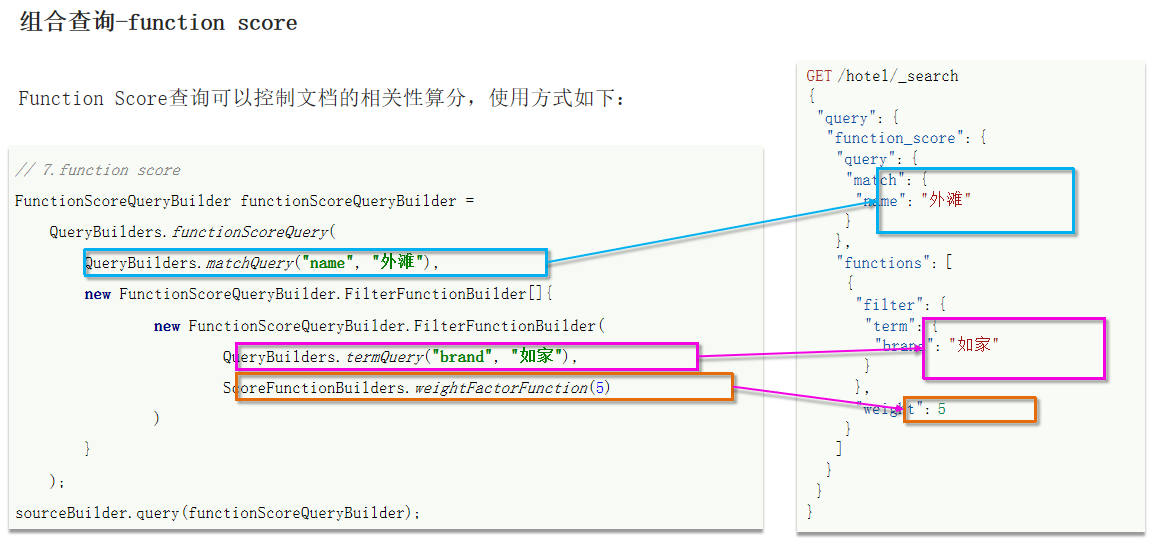 组合查询-function score
Function Score查询可以控制文档的相关性算分，使用方式如下：
// 7.function score
FunctionScoreQueryBuilder functionScoreQueryBuilder =
QueryBuilders.functionScoreQuery(
QueryBuilders.matchQuery("name", "外滩"),
new FunctionScoreQueryBuilder.FilterFunctionBuilder[]{
new FunctionScoreQueryBuilder.FilterFunctionBuilder(
QueryBuilders.termQuery("brand", "如家"),
ScoreFunctionBuilders.weightFactorFunction(5)
)
}
);
sourceBuilder.query(functionScoreQueryBuilder);
GET /hotel/_search
{
"query": {
"function_score": {
"query": {
"match": {
"name": "外滩"
}
},
"functions": [
{
"filter": {
"term": {
"brand": "如家"
}
},
"weight": 5
}
]
}
}
}